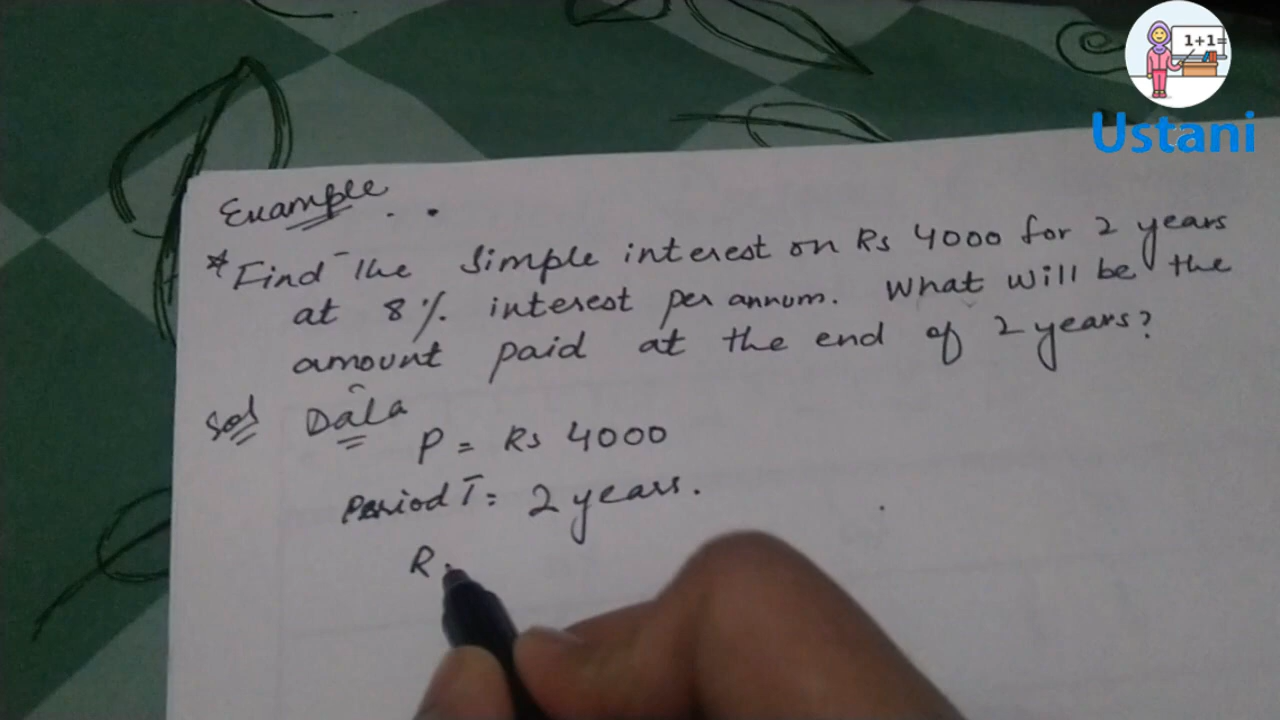 1+1=
Ustani
Example
* Find the Simple interest on Rs 4000 for 2 years
at 8% interest per annum. What will be the
amount paid at the end of 2 years?
Sol Data
P = Rs 4000
Period T = 2 years.
R